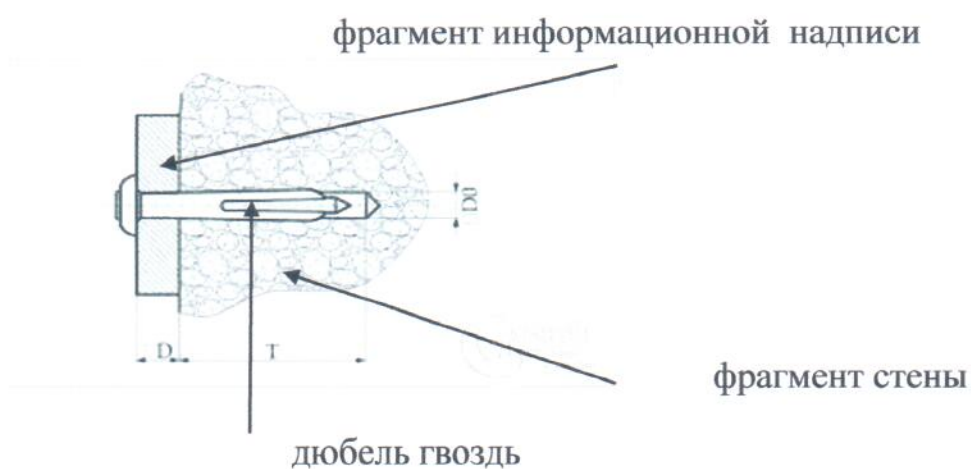 фрагмент информационной надписи
D0
D
T
фрагмент стены
дюбель гвоздь